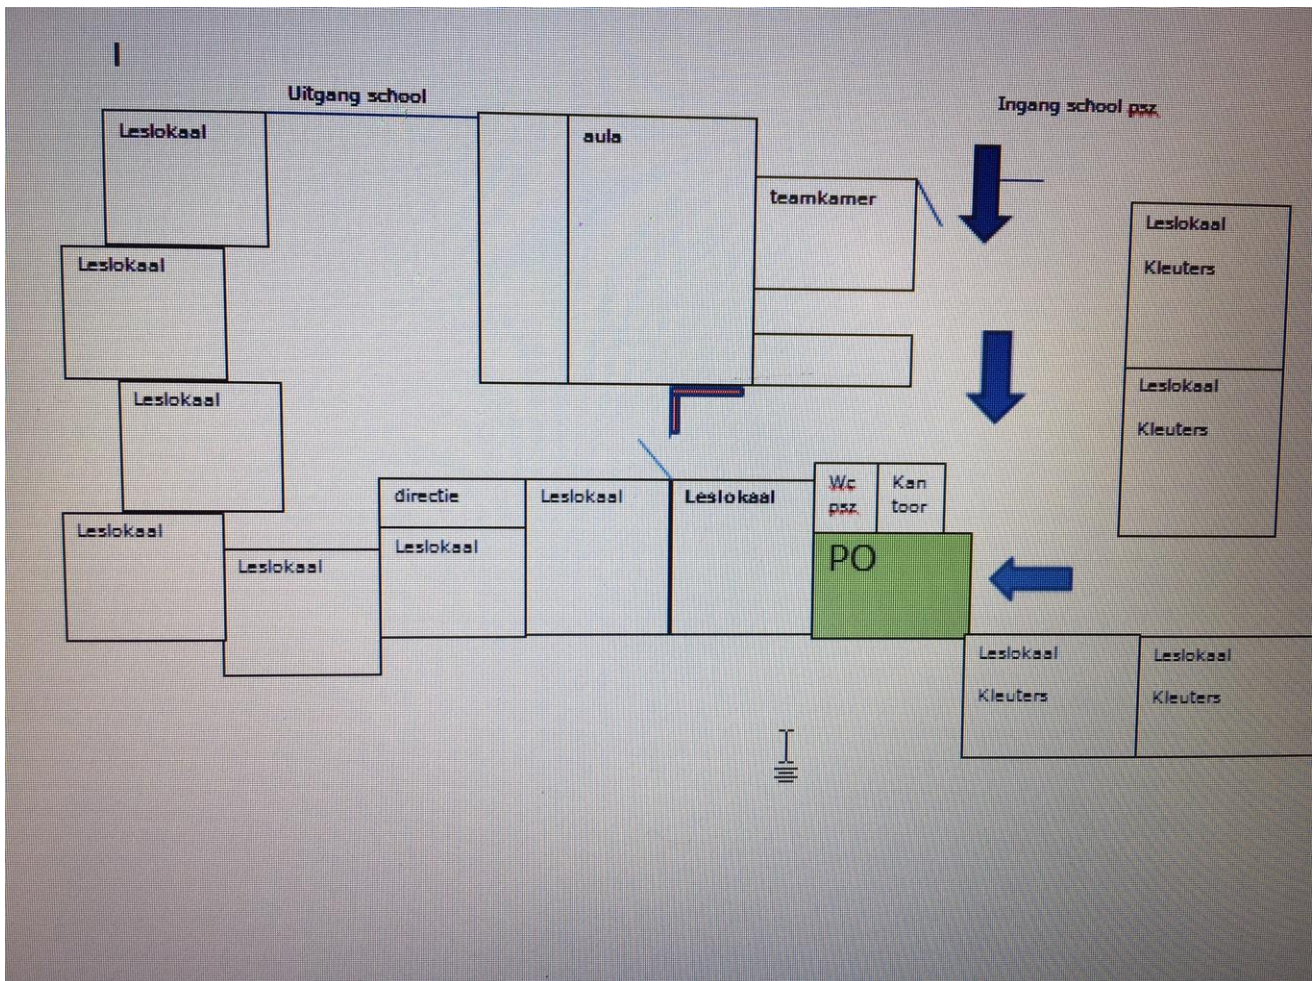 Uitgang school
Ingang school psz
Leslokaal
aula
teamkamer
Leslokaal
Kleuters
Leslokaal
Leslokaal
Leslokaal
Kleuters
Leslokaal
directie
Leslokaal
Leslokaal
Wc
psz
Kan
toor
Leslokaal
Leslokaal
PO
Leslokaal
Kleuters
Leslokaal
Kleuters